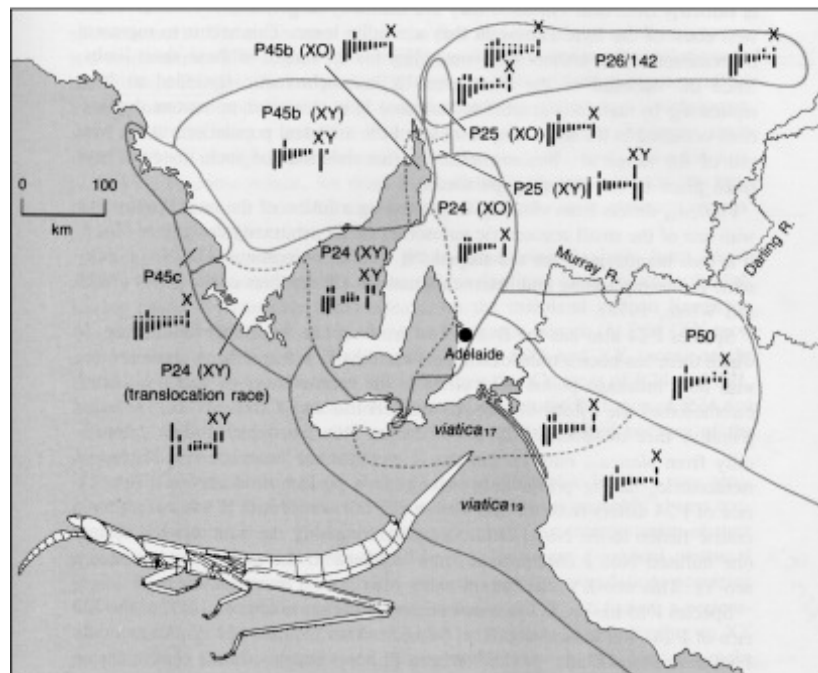 P45b (XO)
X
X
X
P26/142
X
P45b (XY)
XY
P25 (XO)
X
0 100
km
P25 (XY)
XY
P24 (XO)
X
P24 (XY)
XY
Murray R.
Darling R.
P45c
X
Adelaide
P50
X
P24 (XY)
(translocation race)
XY
viatica17
X
viatica19
X